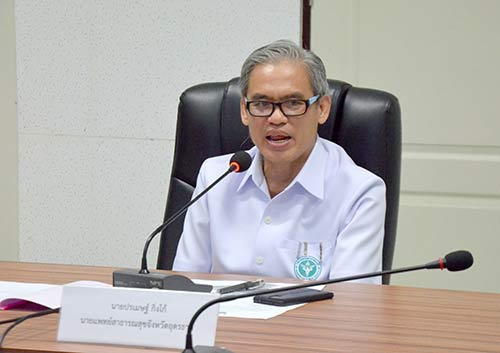 นายปรเมษฐ์ กิ่งโก้
นายแพทย์สาธารณสุขจังหวัดอุดรธานี